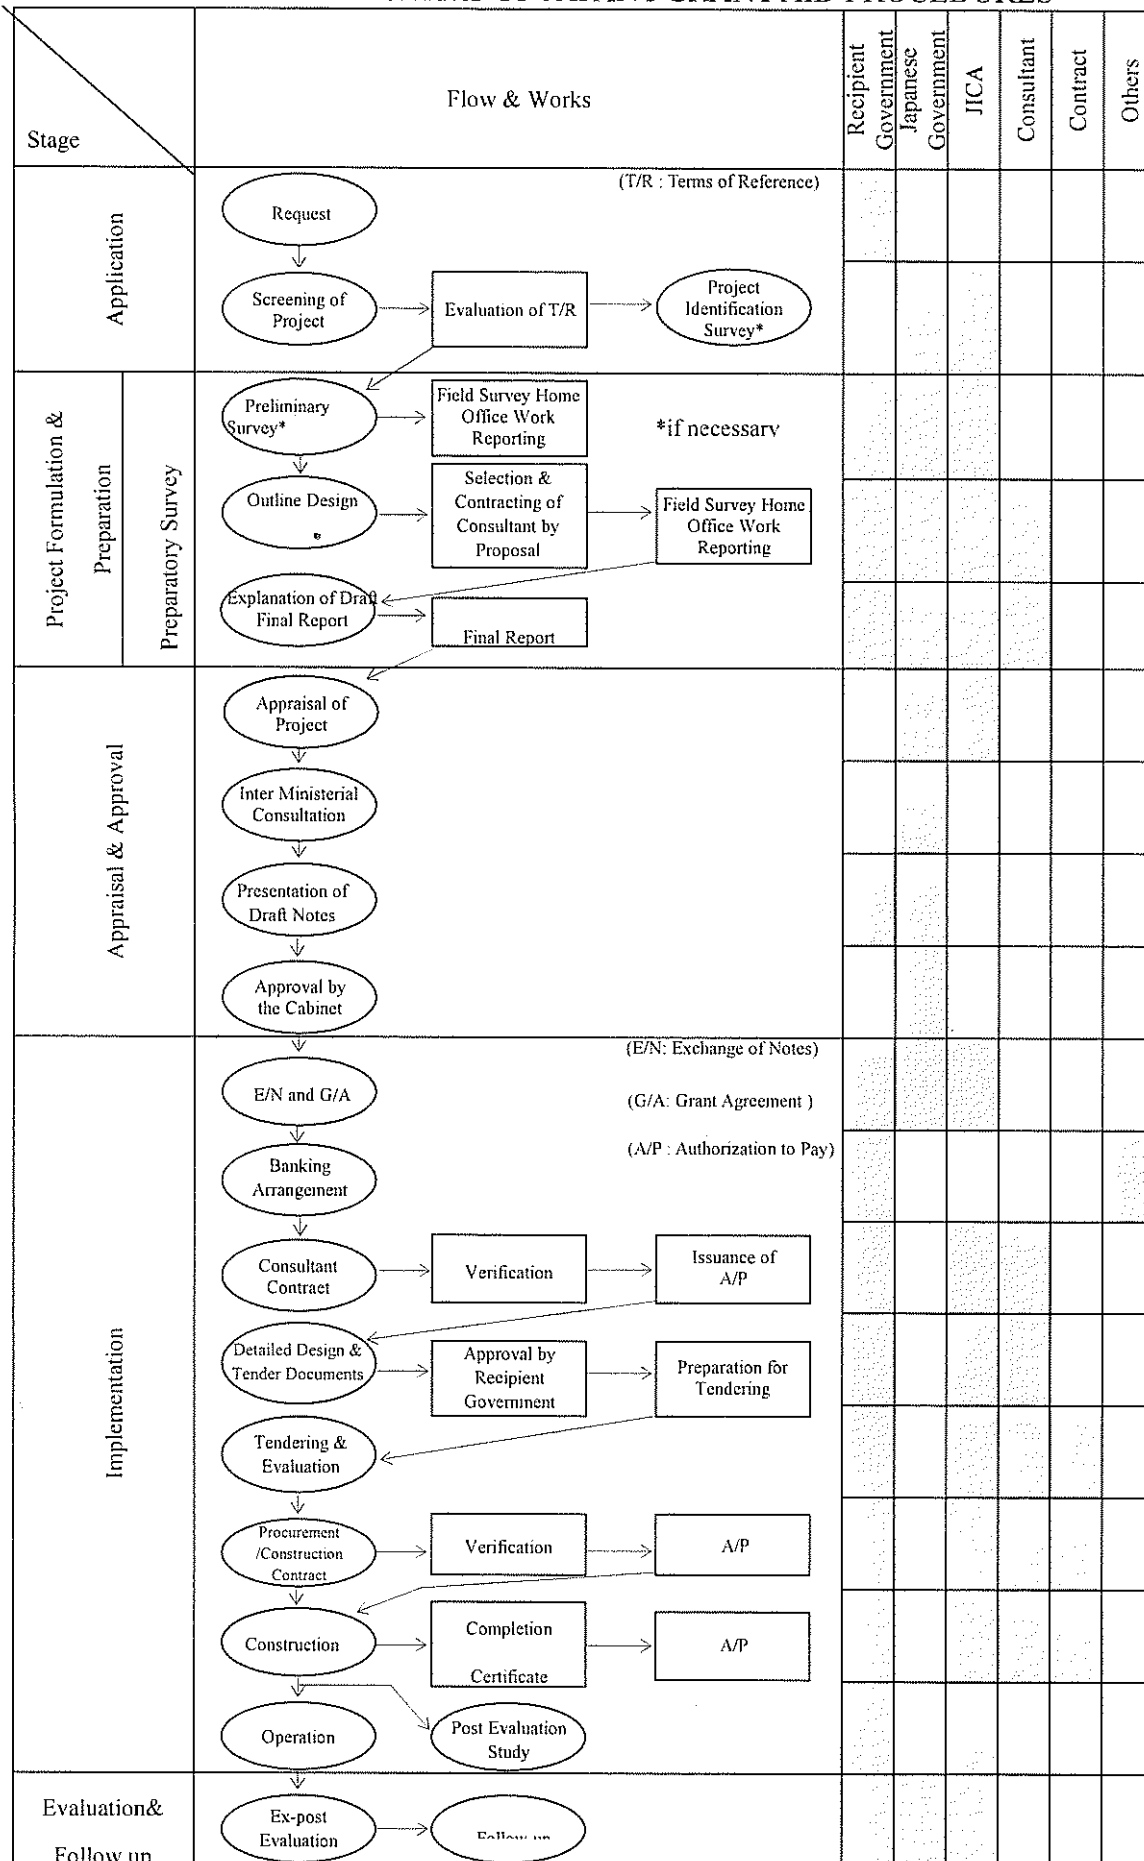 Stage
Flow & Works
Recipient
Government
Japanese
Government
JICA
Consultant
Contract
Others
Application
(T/R : Terms of Reference)
Request
Screening of
Project
Evaluation of T/R
Project
Identification
Survey*
Project Formulation &
Preparation
Preparatory Survey
Preliminary
Survey*
Field Survey Home
Office Work
Reporting
*if necessary
Outline Design
Selection &
Contracting of
Consultant by
Proposal
Field Survey Home
Office Work
Reporting
Explanation of Draft
Final Report
Final Report
Appraisal & Approval
Appraisal of
Project
Inter Ministerial
Consultation
Presentation of
Draft Notes
Approval by
the Cabinet
Implementation
(E/N: Exchange of Notes)
E/N and G/A
(G/A: Grant Agreement )
(A/P : Authorization to Pay)
Banking
Arrangement
Consultant
Contract
Verification
Issuance of
A/P
Detailed Design &
Tender Documents
Approval by
Recipient
Government
Preparation for
Tendering
Tendering &
Evaluation
Procurement
/Construction
Contract
Verification
A/P
Construction
Completion
Certificate
A/P
Operation
Post Evaluation
Study
Evaluation&
Follow up
Ex-post
Evaluation
Follow up